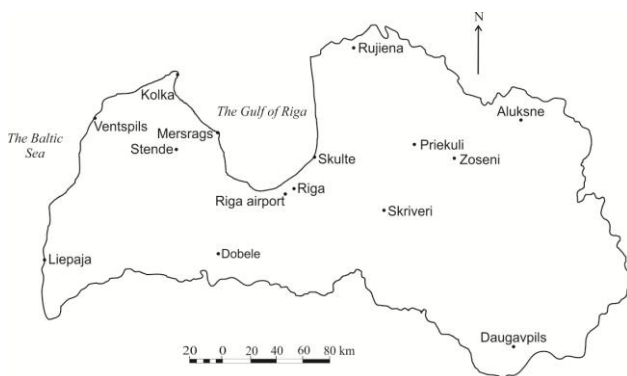 N
Rujiena
Kolka
The Gulf of Riga
Aluksne
Ventspils
Mersrags
The Baltic
Sea
Stende
Priekuli
Skulte
Zoseni
Riga
Riga airport
Skriveri
Liepaja
Dobele
Daugavpils
20 0 20 40 60 80 km